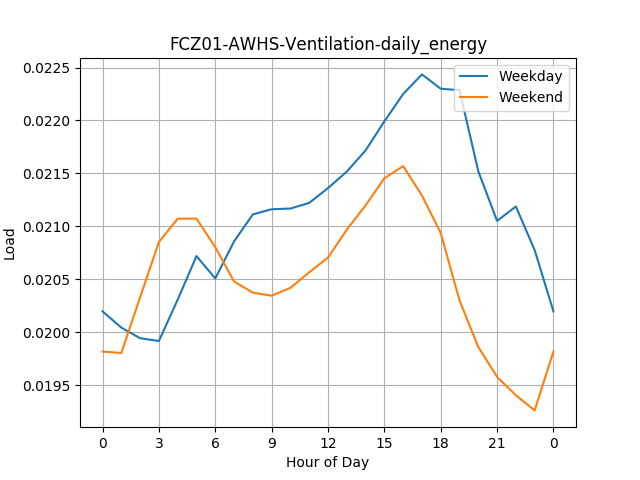 FCZ01-AWHS-Ventilation-daily_energy
Weekday
Weekend
0.0225
0.0220
0.0215
0.0210
0.0205
0.0200
0.0195
Load
0 3 6 9 12 15 18 21 0
Hour of Day